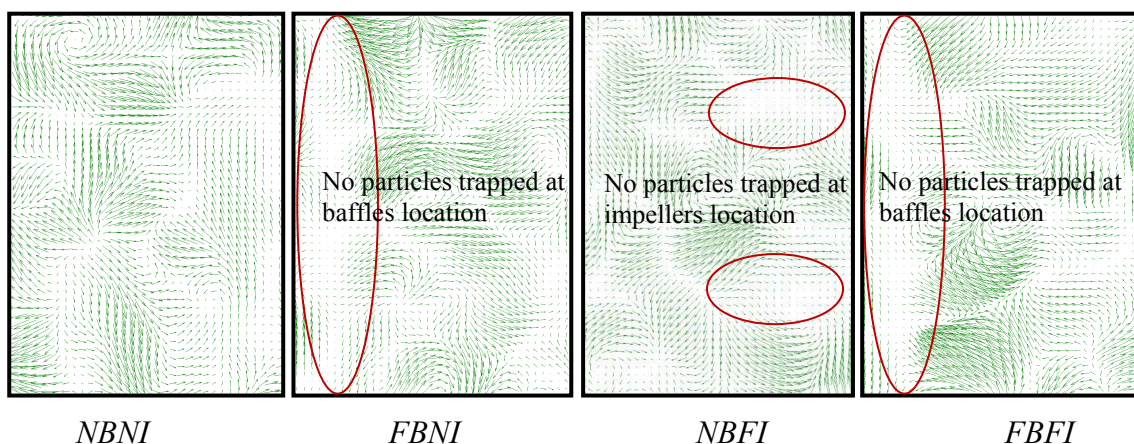 No particles trapped at
baffles location
No particles trapped at
impellers location
No particles trapped at
baffles location
NBNI
FBNI
NBFI
FBFI